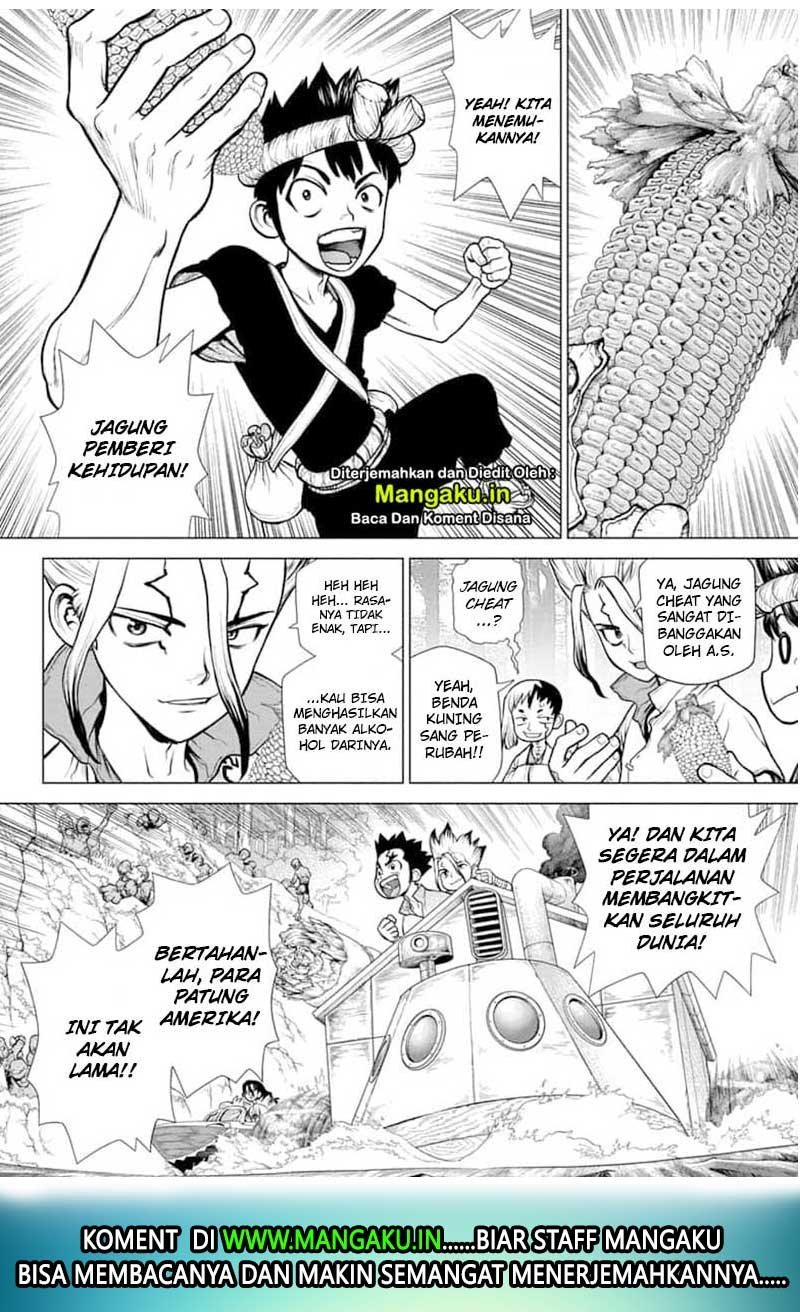 YEAH! KITA
MENEMU-
KANNYA!
JAGUNG
PEMBERI
KEHIDUPAN!
Diterjemahkan dan Diedit Oleh :
Mangaku.in
Baca Dan Koment Disana
YA, JAGUNG
CHEAT YANG
SANGAT DI-
BANGGAKAN
OLEH A.S.
JAGUNG
CHEAT
...?
YEAH,
BENDA
KUNING
SANG PE-
RUBAH!!
HEH HEH
HEH... RASA-
NYA TIDAK
ENAK, TAPI...
...KAU BISA
MENGHASILKAN
BANYAK ALKO-
HOL DARINYA.
YA! DAN KITA
SEGERA DALAM
PERJALANAN
MEMBANGKIT-
KAN SELURUH
DUNIA!
BERTAHAN-
LAH, PARA
PATUNG
AMERIKA!
INI TAK
AKAN
LAMA!!
KOMENT DI WWW.MANGAKU.IN......BIAR STAFF MANGAKU
BISA MEMBACANYA DAN MAKIN SEMANGAT MENERJEMAHKANNYA.....